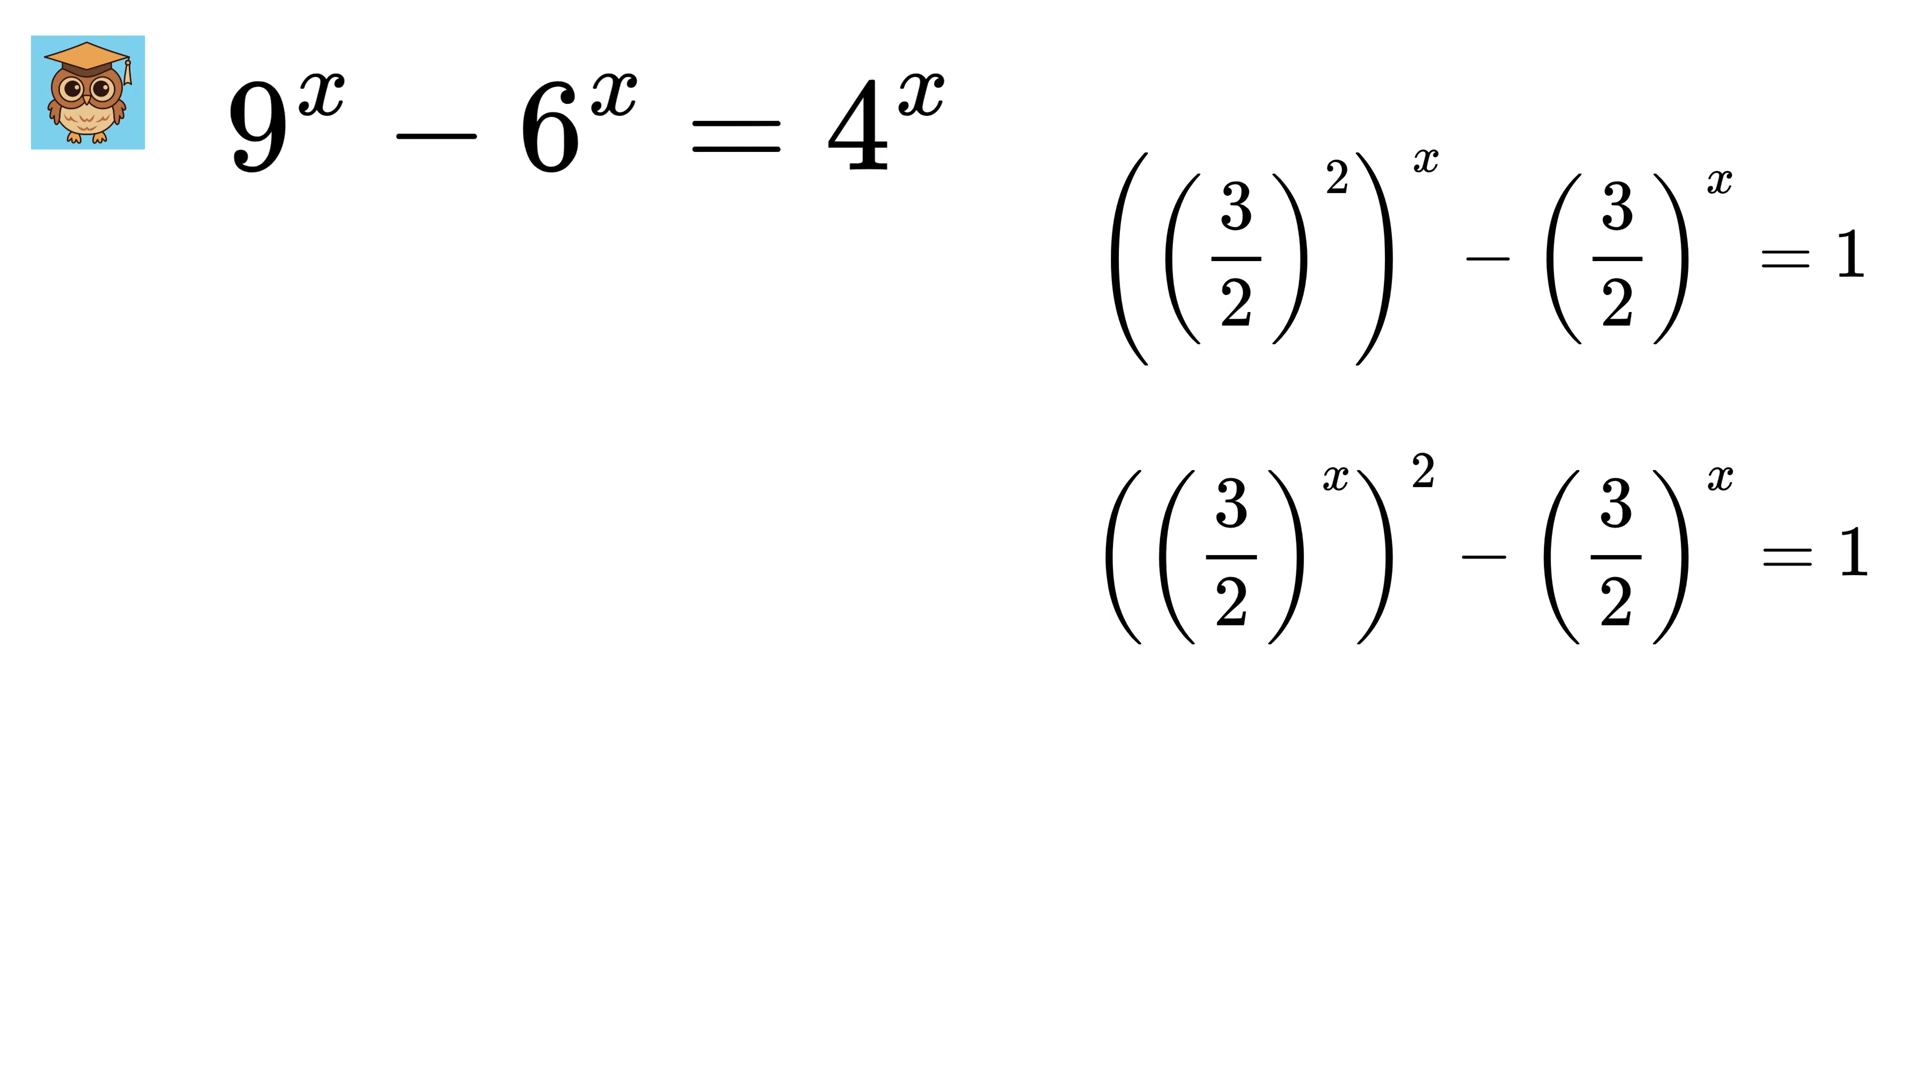 9^x − 6^x = 4^x
((3/2)^2)^x − (3/2)^x = 1
((3/2)^x)^2 − (3/2)^x = 1